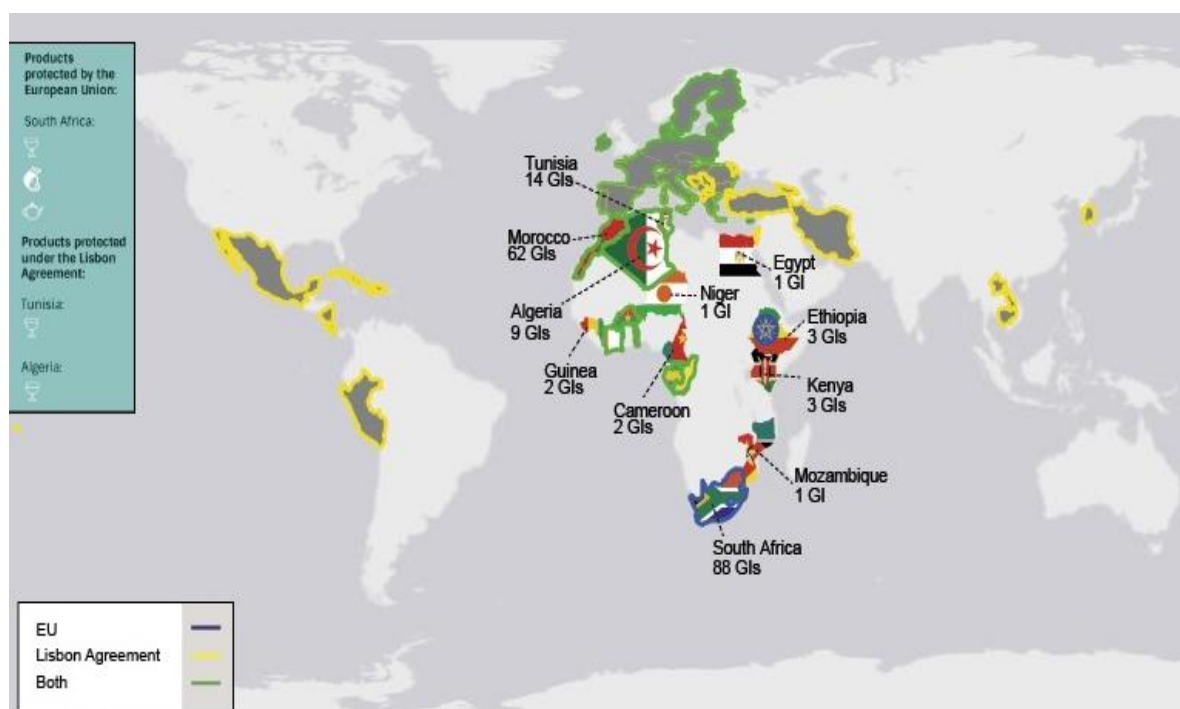 Products
protected by the
European Union:
South Africa:
Products protected
under the Lisbon
Agreement:
Tunisia:
Algeria:
Tunisia
14 GIs
Morocco
62 GIs
Algeria
9 GIs
Niger
1 GI
Egypt
1 GI
Ethiopia
3 GIs
Guinea
2 GIs
Cameroon
2 GIs
Kenya
3 GIs
Mozambique
1 GI
South Africa
88 GIs
EU
Lisbon Agreement
Both